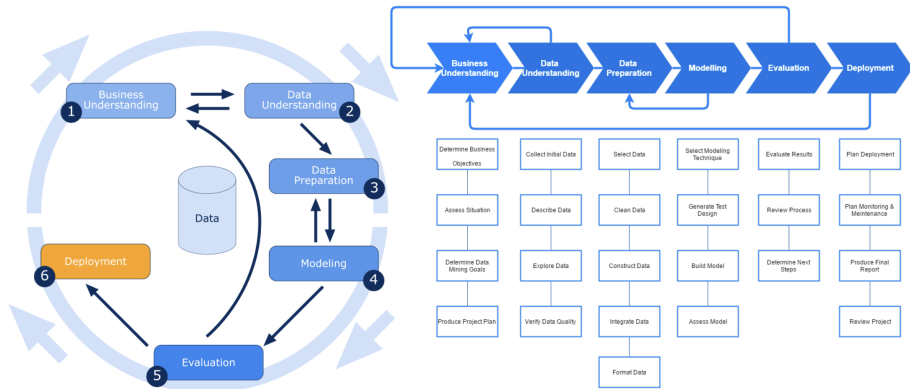 Business
Understanding
1
Data
Understanding
2
Data
Preparation
3
Data
Modeling
4
Deployment
6
Evaluation
5
Business
Understanding
Data
Understanding
Data
Preparation
Modelling
Evaluation
Deployment
Determine Business
Objectives
Assess Situation
Determine Data
Mining Goals
Produce Project Plan
Collect Initial Data
Describe Data
Explore Data
Verify Data Quality
Select Data
Clean Data
Construct Data
Integrate Data
Format Data
Select Modeling
Technique
Generate Test
Design
Build Model
Assess Model
Evaluate Results
Review Process
Determine Next
Steps
Plan Deployment
Plan Monitoring &
Maintenance
Produce Final
Report
Review Project